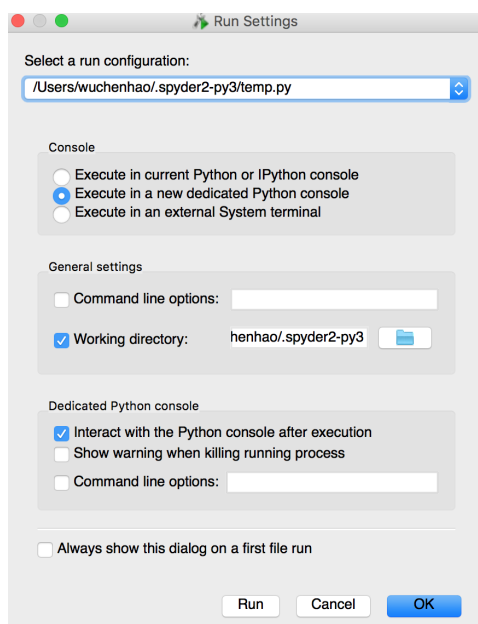 Run Settings
Select a run configuration:
/Users/wuchenhao/.spyder2-py3/temp.py
Console
Execute in current Python or IPython console
Execute in a new dedicated Python console
Execute in an external System terminal
General settings
Command line options:
Working directory: henhao/.spyder2-py3
Dedicated Python console
Interact with the Python console after execution
Show warning when killing running process
Command line options:
Always show this dialog on a first file run
Run Cancel OK